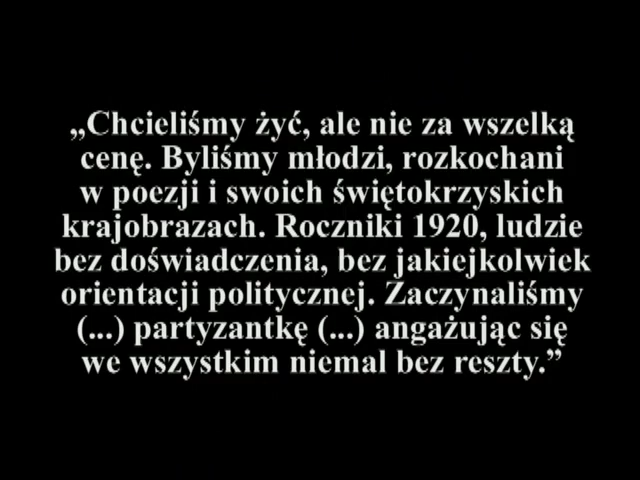 „Chcieliśmy żyć, ale nie za wszelką
cenę. Byliśmy młodzi, rozkochani
w poezji i swoich świętokrzyskich
krajobrazach. Roczniki 1920, ludzie
bez doświadczenia, bez jakiejkolwiek
orientacji politycznej. Zaczynaliśmy
(...) partyzantkę (...) angażując się
we wszystkim niemal bez reszty.”